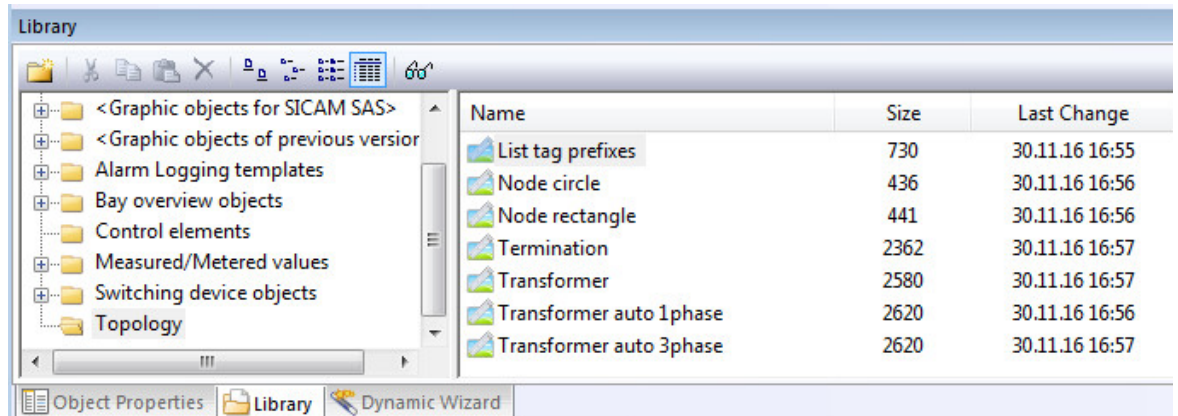 Library
<Graphic objects for SICAM SAS>
<Graphic objects of previous version
Alarm Logging templates
Bay overview objects
Control elements
Measured/Metered values
Switching device objects
Topology
Name Size Last Change
List tag prefixes 730 30.11.16 16:55
Node circle 436 30.11.16 16:56
Node rectangle 441 30.11.16 16:56
Termination 2362 30.11.16 16:57
Transformer 2580 30.11.16 16:57
Transformer auto 1phase 2620 30.11.16 16:56
Transformer auto 3phase 2620 30.11.16 16:57
Object Properties Library Dynamic Wizard